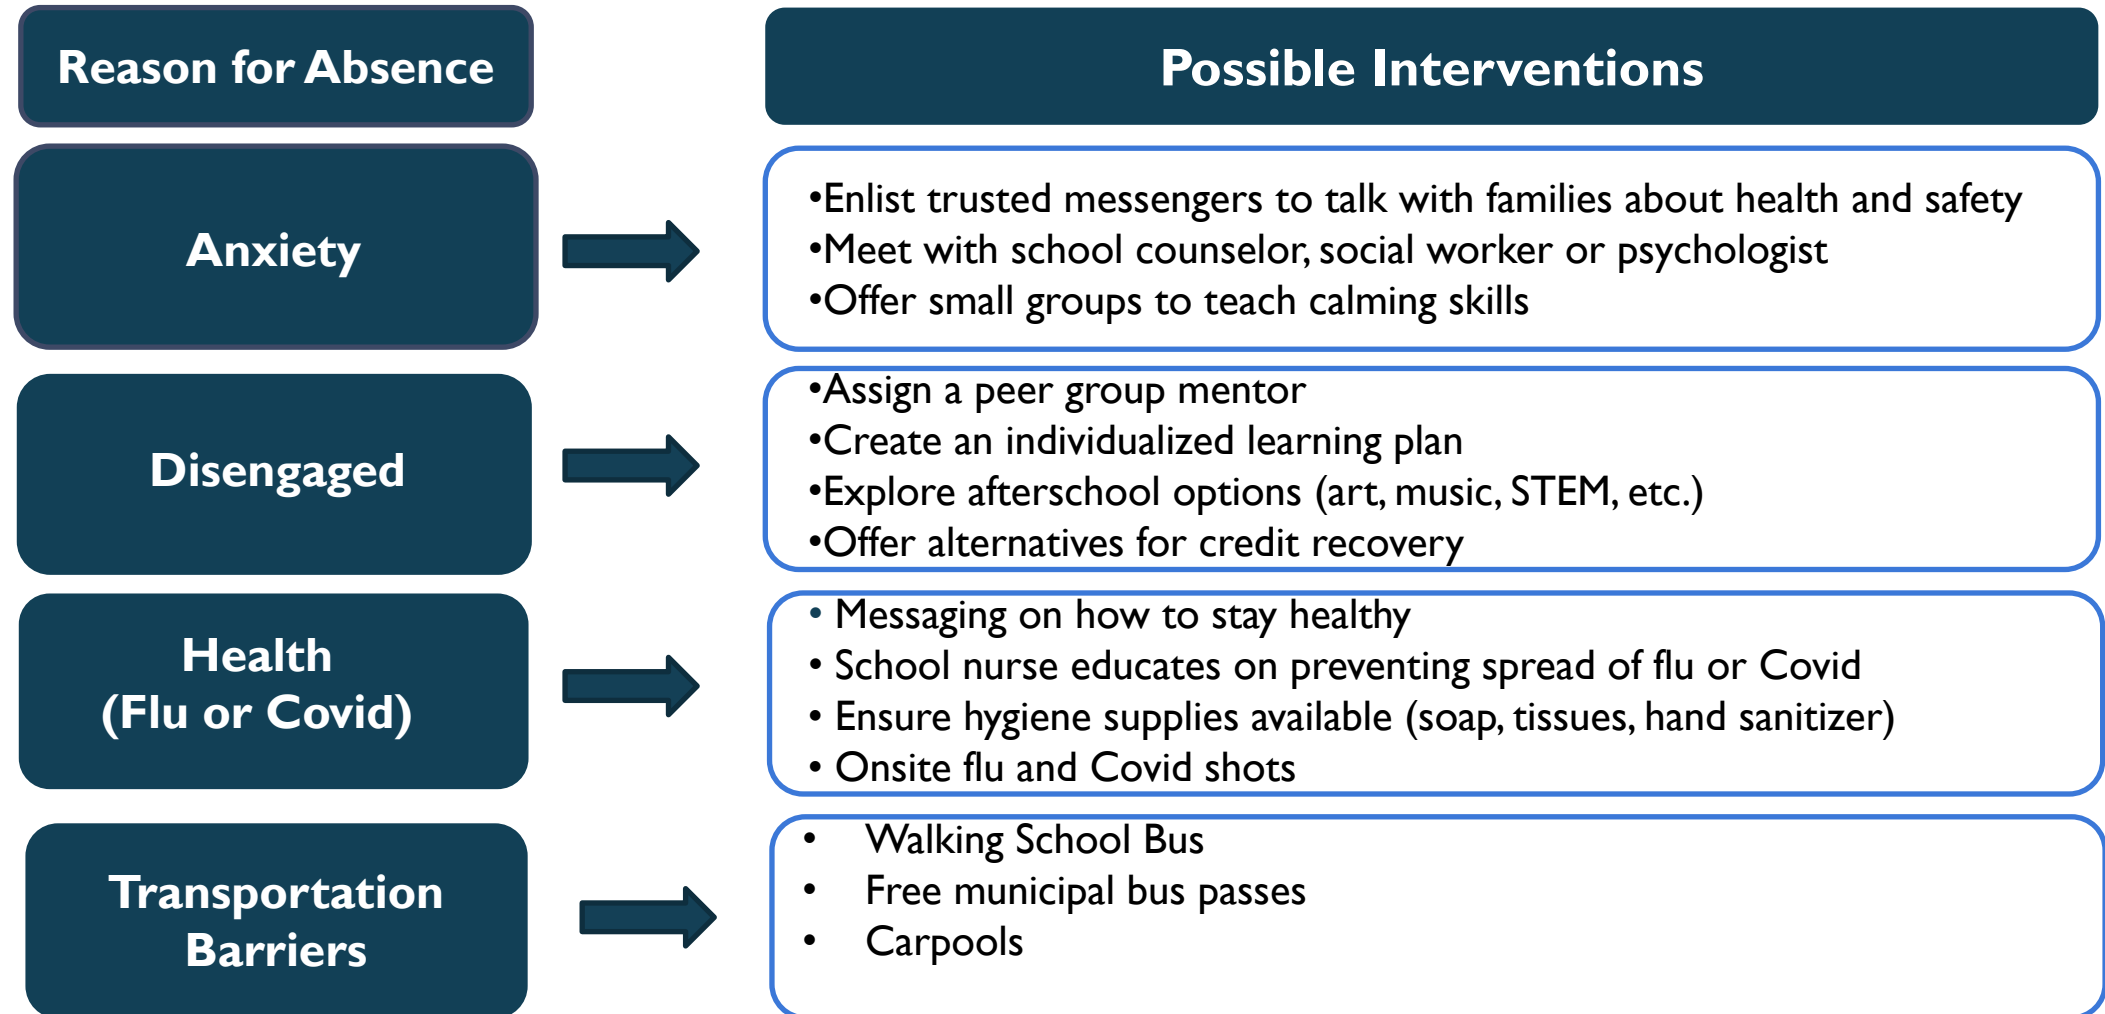 Reason for Absence
Possible Interventions
Anxiety
•Enlist trusted messengers to talk with families about health and safety
•Meet with school counselor, social worker or psychologist
•Offer small groups to teach calming skills
Disengaged
•Assign a peer group mentor
•Create an individualized learning plan
•Explore afterschool options (art, music, STEM, etc.)
•Offer alternatives for credit recovery
Health
(Flu or Covid)
• Messaging on how to stay healthy
• School nurse educates on preventing spread of flu or Covid
• Ensure hygiene supplies available (soap, tissues, hand sanitizer)
• Onsite flu and Covid shots
Transportation
Barriers
• Walking School Bus
• Free municipal bus passes
• Carpools